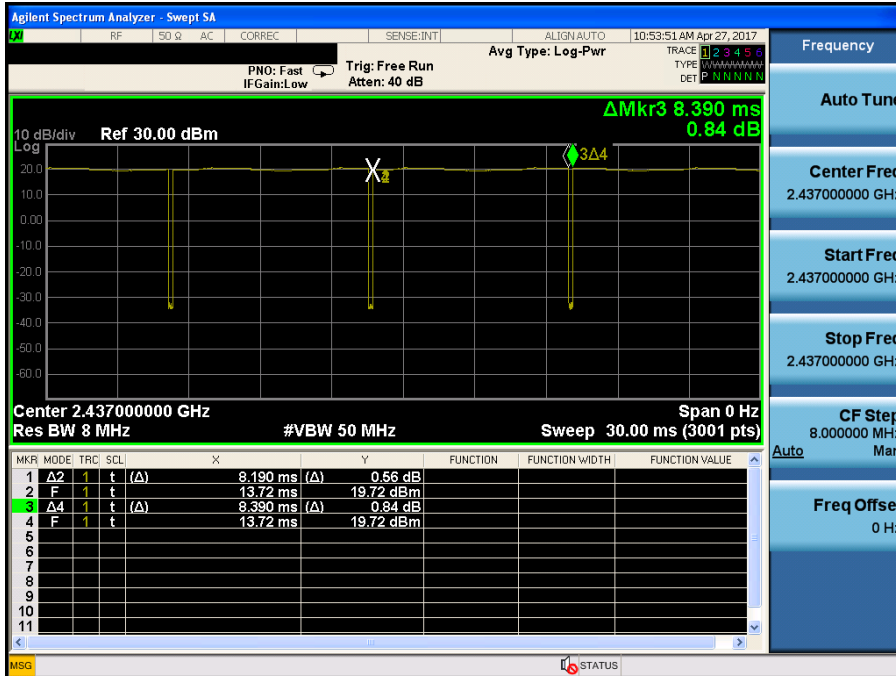 Agilent Spectrum Analyzer - Swept SA
LXI RF 50 Ω AC CORREC SENSE:INT ALIGN AUTO 10:53:51 AM Apr 27, 2017
Frequency
Avg Type: Log-Pwr TRACE 1 2 3 4 5 6
PNO: Fast Trig: Free Run TYPE WWWWWW
IFGain:Low Atten: 40 dB DET P N N N N N
Auto Tune
ΔMkr3 8.390 ms
10 dB/div Ref 30.00 dBm 0.84 dB
Log
3Δ4
20.0
2
10.0
0.00
-10.0
-20.0
-30.0
-40.0
-50.0
-60.0
Center Freq
2.437000000 GHz
Start Freq
2.437000000 GHz
Stop Freq
2.437000000 GHz
Center 2.437000000 GHz Span 0 Hz
Res BW 8 MHz #VBW 50 MHz Sweep 30.00 ms (3001 pts)
CF Step
8.000000 MHz
Auto Man
MKR MODE TRC SCL X Y FUNCTION FUNCTION WIDTH FUNCTION VALUE
1 Δ2 1 t (Δ) 8.190 ms (Δ) 0.56 dB
2 F 1 t 13.72 ms 19.72 dBm
3 Δ4 1 t (Δ) 8.390 ms (Δ) 0.84 dB
4 F 1 t 13.72 ms 19.72 dBm
5
6
7
8
9
10
11
Freq Offset
0 Hz
MSG STATUS